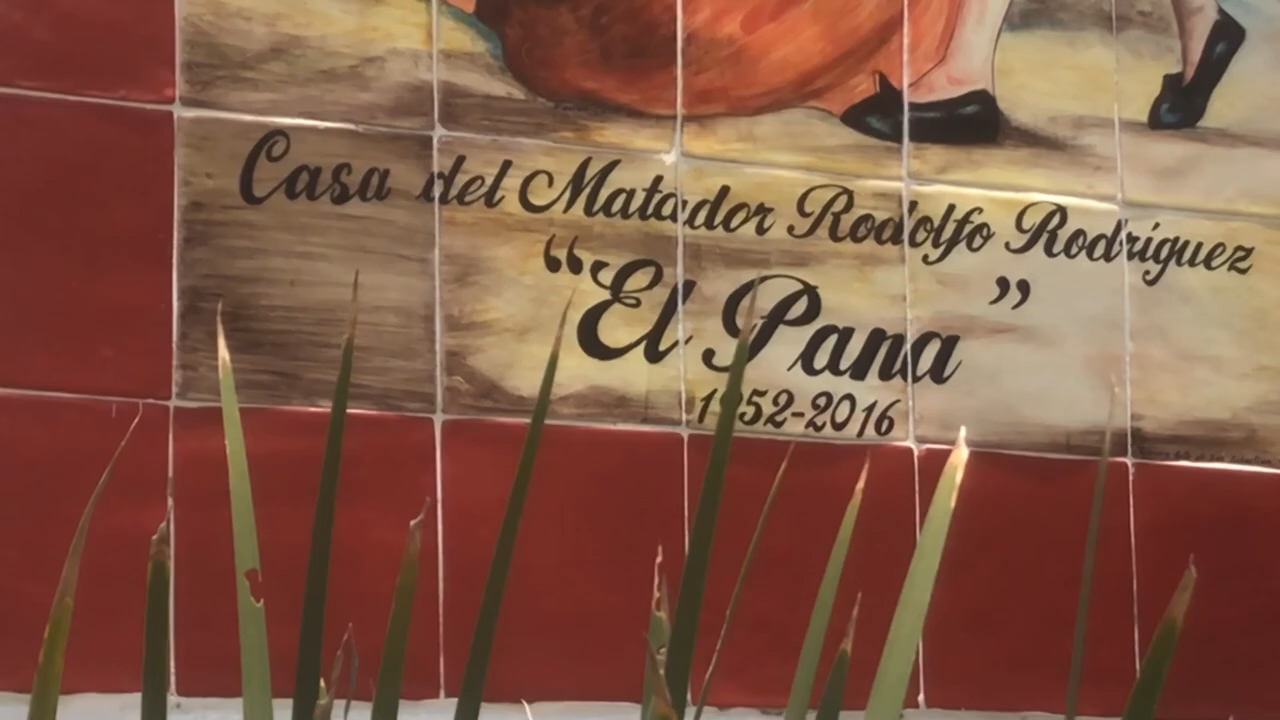 Casa del Matador Rodolfo Rodríguez
“El Pana”
1952-2016